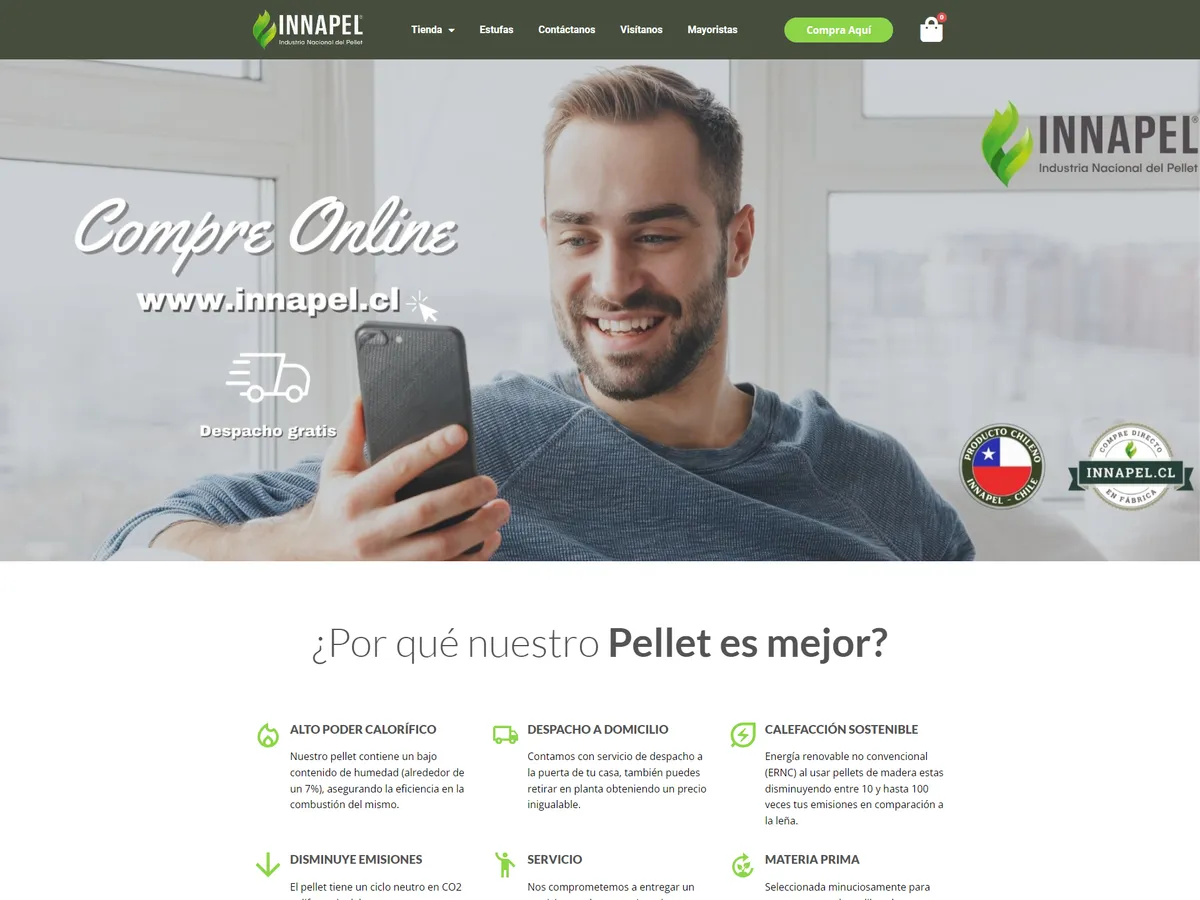 INNAPEL
Industria Nacional del Pellet
Tienda
Estufas
Contáctanos
Visítanos
Mayoristas
Compra Aquí
0
INNAPEL®
Industria Nacional del Pellet
Compre Online
www.innapel.cl
Despacho gratis
PRODUCTO CHILENO
INNAPEL - CHILE
COMPRE DIRECTO
INNAPEL.CL
EN FÁBRICA
¿Por qué nuestro Pellet es mejor?
ALTO PODER CALORÍFICO
Nuestro pellet contiene un bajo
contenido de humedad (alrededor de
un 7%), asegurando la eficiencia en la
combustión del mismo.
DESPACHO A DOMICILIO
Contamos con servicio de despacho a
la puerta de tu casa, también puedes
retirar en planta obteniendo un precio
inigualable.
CALEFACCIÓN SOSTENIBLE
Energía renovable no convencional
(ERNC) al usar pellets de madera estas
disminuyendo entre 10 y hasta 100
veces tus emisiones en comparación a
la leña.
DISMINUYE EMISIONES
El pellet tiene un ciclo neutro en CO2
SERVICIO
Nos comprometemos a entregar un
MATERIA PRIMA
Seleccionada minuciosamente para